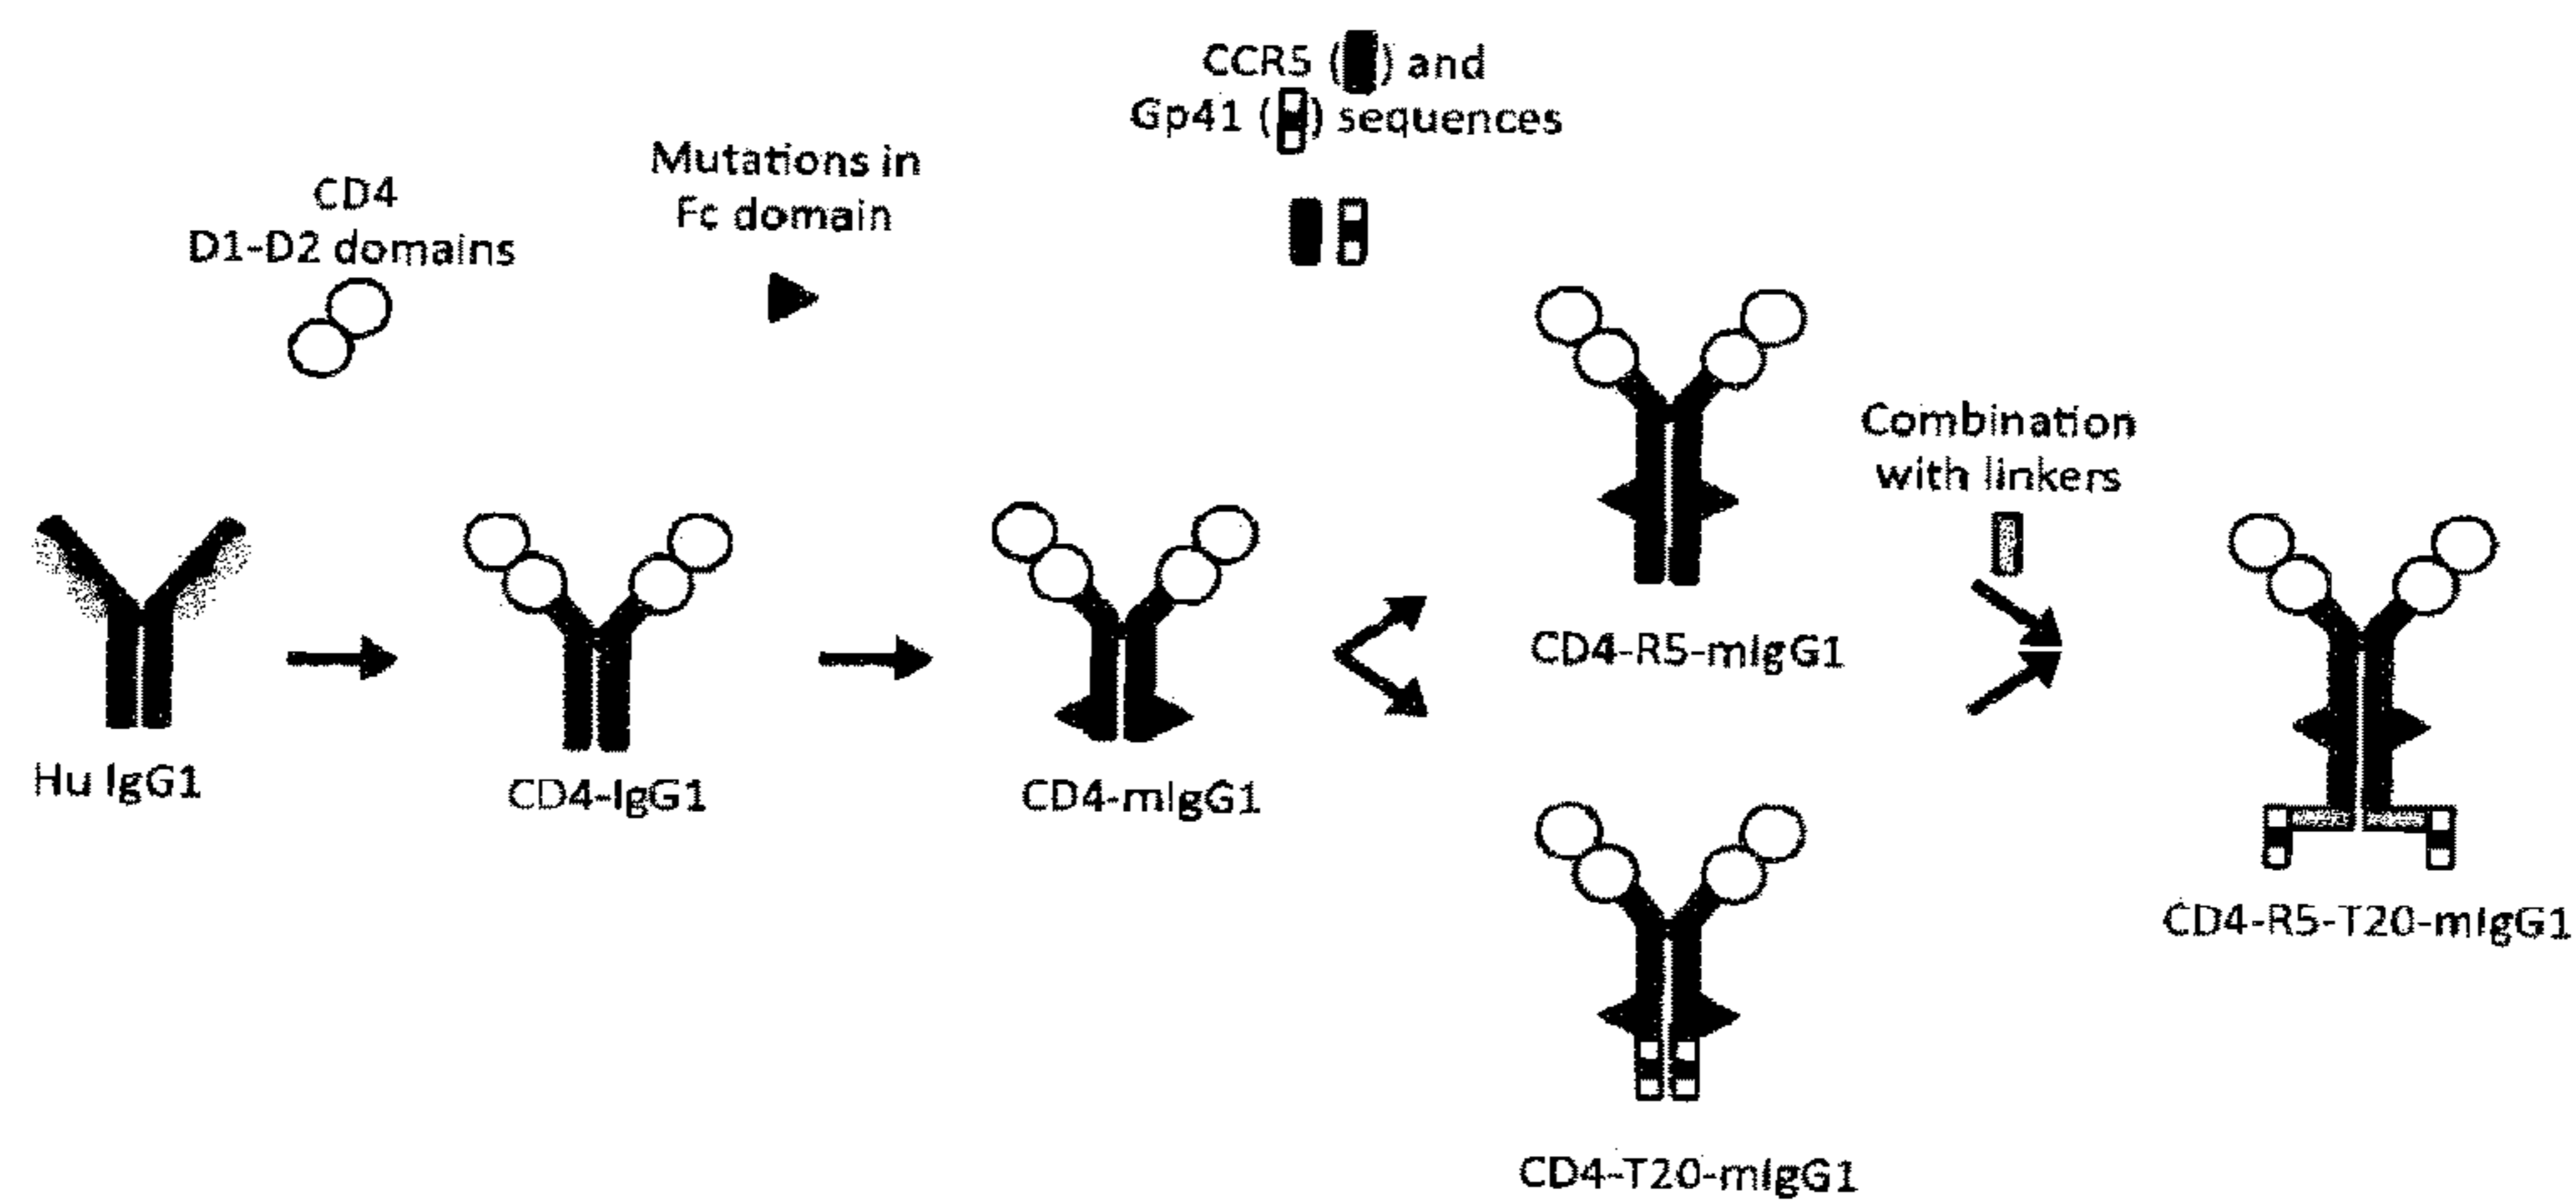 CCR5 () and
Gp41 () sequences
Mutations in
Fc domain
CD4
D1-D2 domains
Combination
with linkers
CD4-R5-mIgG1
Hu IgG1
CD4-IgG1
CD4-mIgG1
CD4-R5-T20-mIgG1
CD4-T20-mIgG1